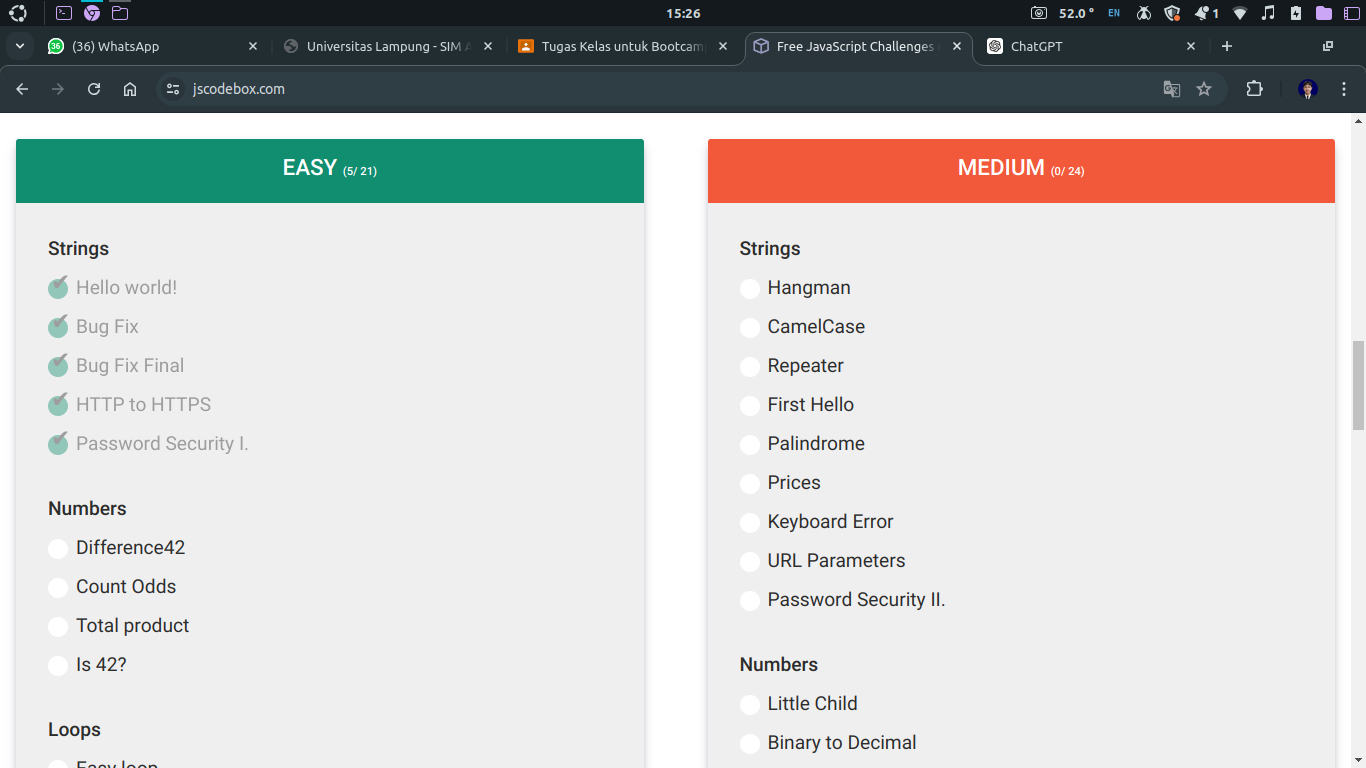 15:26
52.0 °
EN
1
36
(36) WhatsApp
Universitas Lampung - SIM A
Tugas Kelas untuk Bootcam
Free JavaScript Challenges
ChatGPT
jscodebox.com
EASY (5/ 21)
Strings
Hello world!
Bug Fix
Bug Fix Final
HTTP to HTTPS
Password Security I.
Numbers
Difference42
Count Odds
Total product
Is 42?
Loops
Easy loop
MEDIUM (0/ 24)
Strings
Hangman
CamelCase
Repeater
First Hello
Palindrome
Prices
Keyboard Error
URL Parameters
Password Security II.
Numbers
Little Child
Binary to Decimal